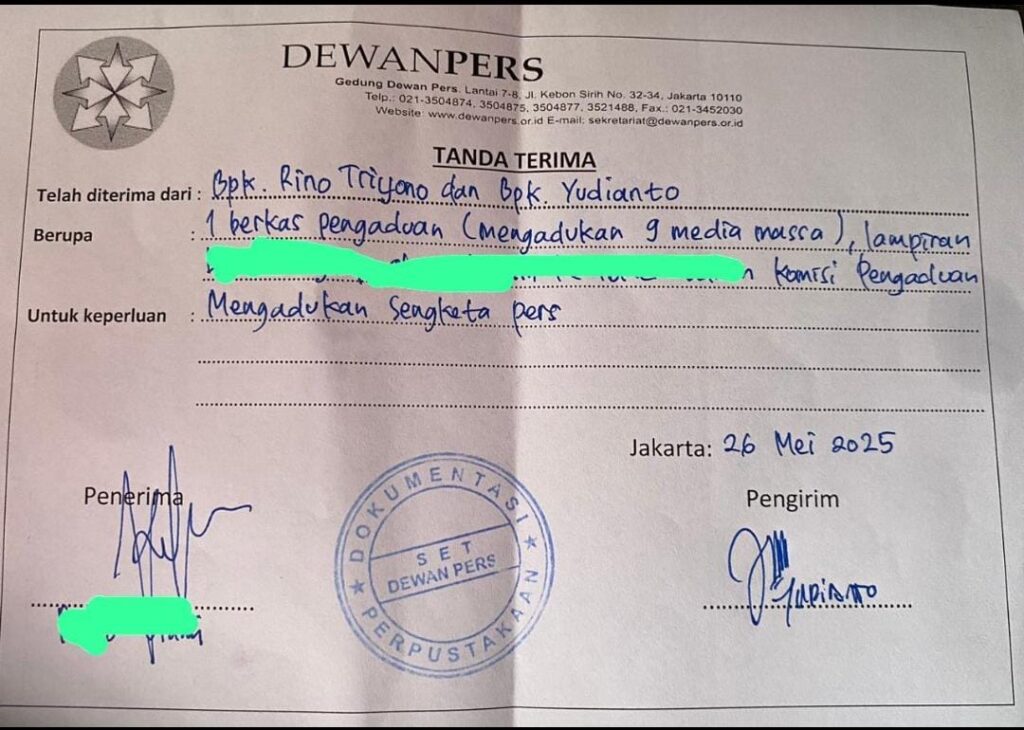 DEWANPERS
Gedung Dewan Pers. Lantai 7-8, Jl. Kebon Sirih No. 32-34, Jakarta 10110
Telp.: 021-3504874, 3504875, 3504877, 3521488, Fax.: 021-3452030
Website: www.dewanpers.or.id E-mail: sekretariat@dewanpers.or.id
TANDA TERIMA
Telah diterima dari : Bpk. Rino Triyono dan Bpk. Yudianto
Berupa : 1 berkas pengaduan (mengadukan 9 media massa), lampiran
Komisi Pengaduan
Untuk keperluan : Mengadukan Sengketa pers
Jakarta: 26 Mei 2025
Penerima
Pengirim
DOKUMENTASI
SET
DEWAN PERS
PERPUSTAKAAN
YUDIANTO